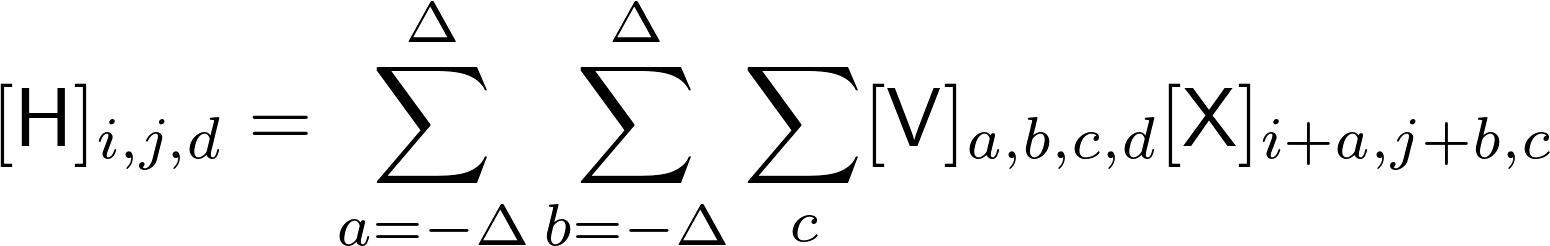 [H]_{i,j,d} = \sum_{a=-\Delta}^{\Delta} \sum_{b=-\Delta}^{\Delta} \sum_{c} [V]_{a,b,c,d} [X]_{i+a,j+b,c}